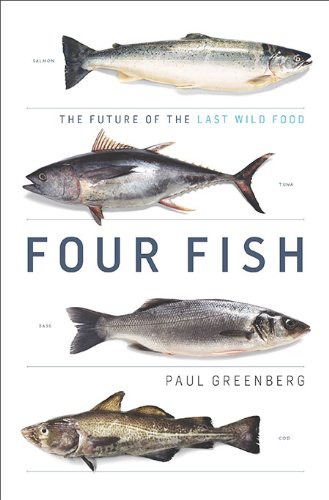 SALMON
THE FUTURE OF THE LAST WILD FOOD
TUNA
FOUR FISH
BASS
PAUL GREENBERG
COD